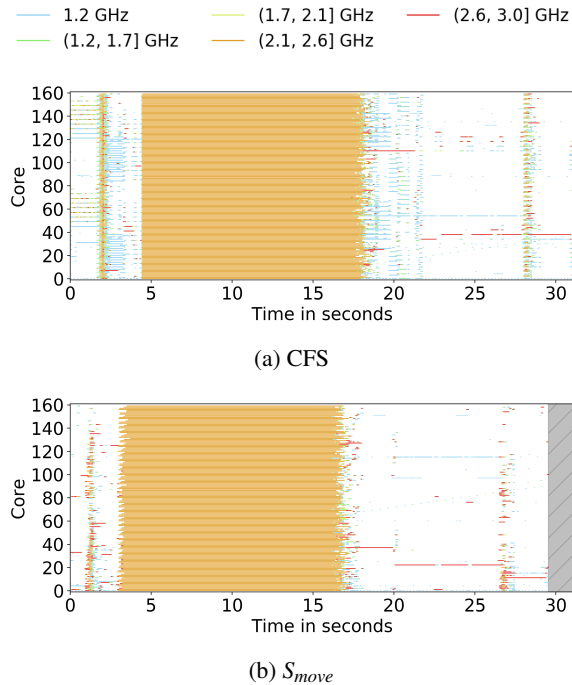 1.2 GHz (1.7, 2.1] GHz (2.6, 3.0] GHz
(1.2, 1.7] GHz (2.1, 2.6] GHz
160
140
120
100
80
60
40
20
0
Core
0 5 10 15 20 25 30
Time in seconds
(a) CFS
160
140
120
100
80
60
40
20
0
Core
0 5 10 15 20 25 30
Time in seconds
(b) Smove